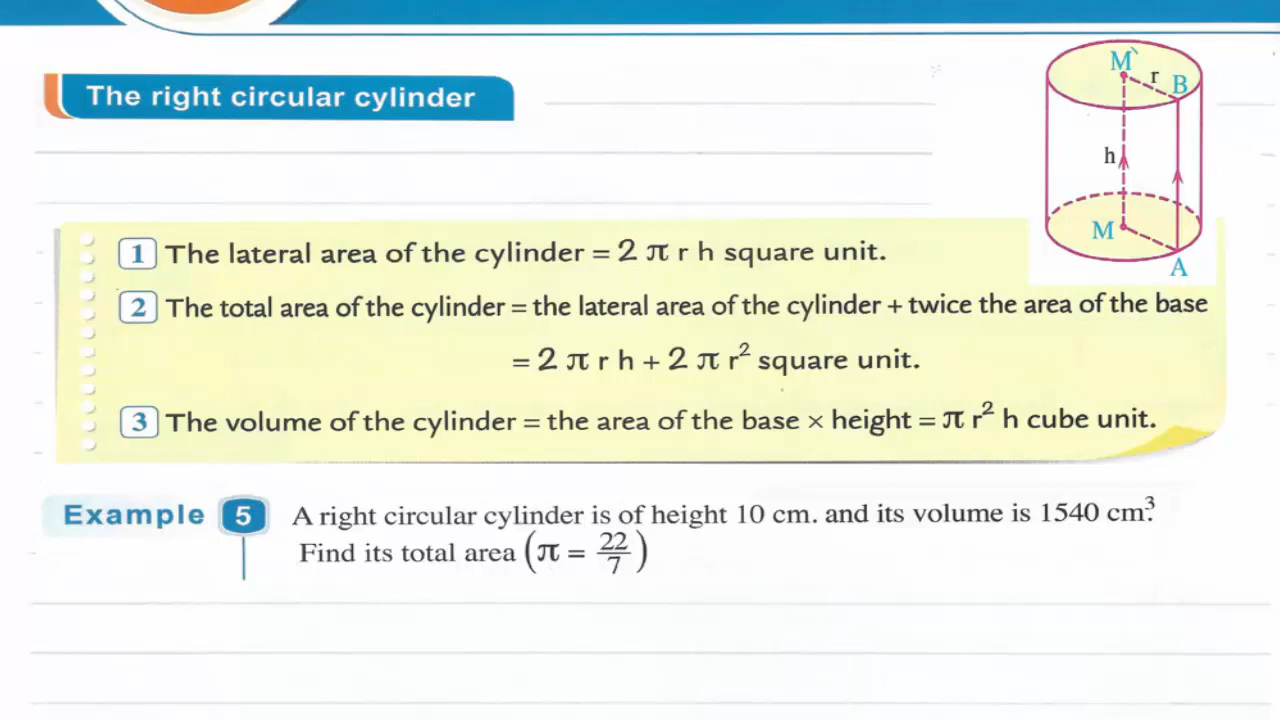 The right circular cylinder
M`
r
B
h
M
A
1 The lateral area of the cylinder = 2 π r h square unit.
2 The total area of the cylinder = the lateral area of the cylinder + twice the area of the base
= 2 π r h + 2 π r² square unit.
3 The volume of the cylinder = the area of the base × height = π r² h cube unit.
Example 5 A right circular cylinder is of height 10 cm. and its volume is 1540 cm³.
Find its total area (π = 22/7)